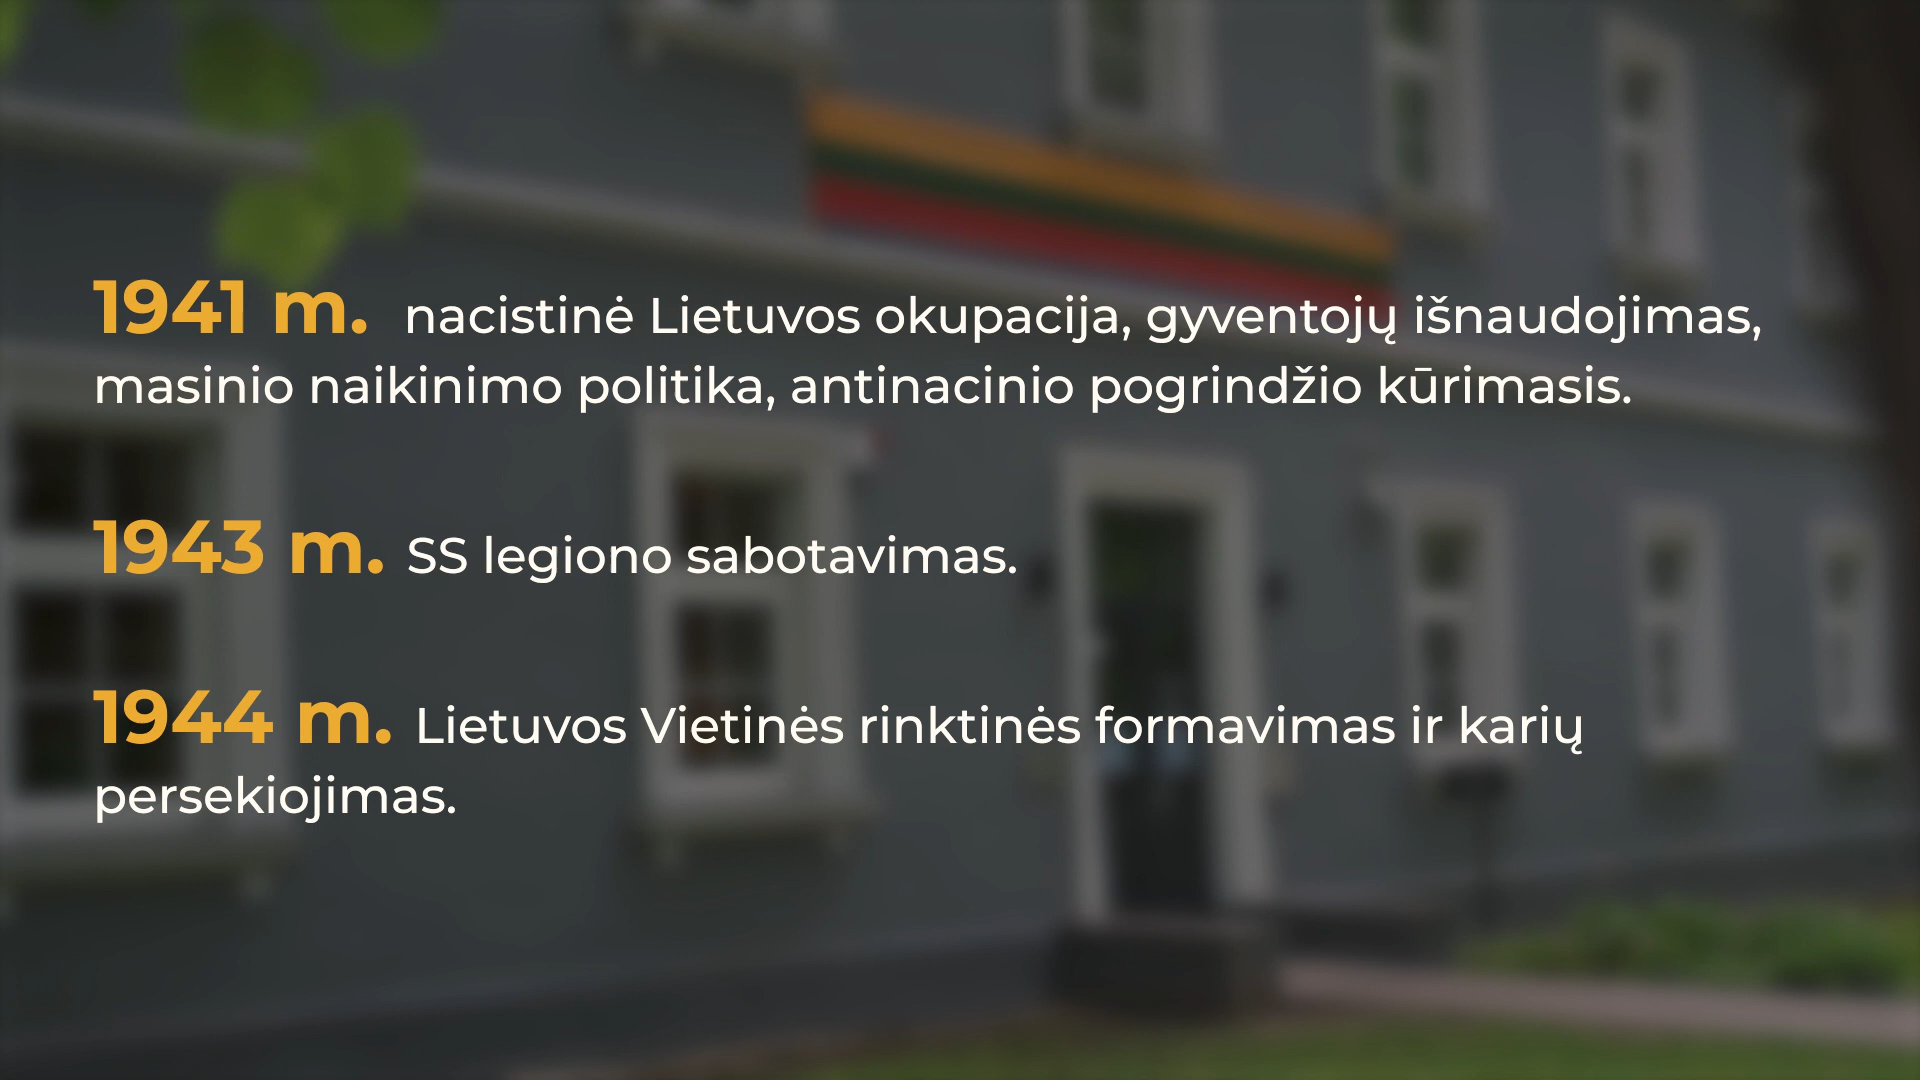 1941 m. nacistinė Lietuvos okupacija, gyventojų išnaudojimas,
masinio naikinimo politika, antinacinio pogrindžio kūrimasis.
1943 m. SS legiono sabotavimas.
1944 m. Lietuvos Vietinės rinktinės formavimas ir karių
persekiojimas.